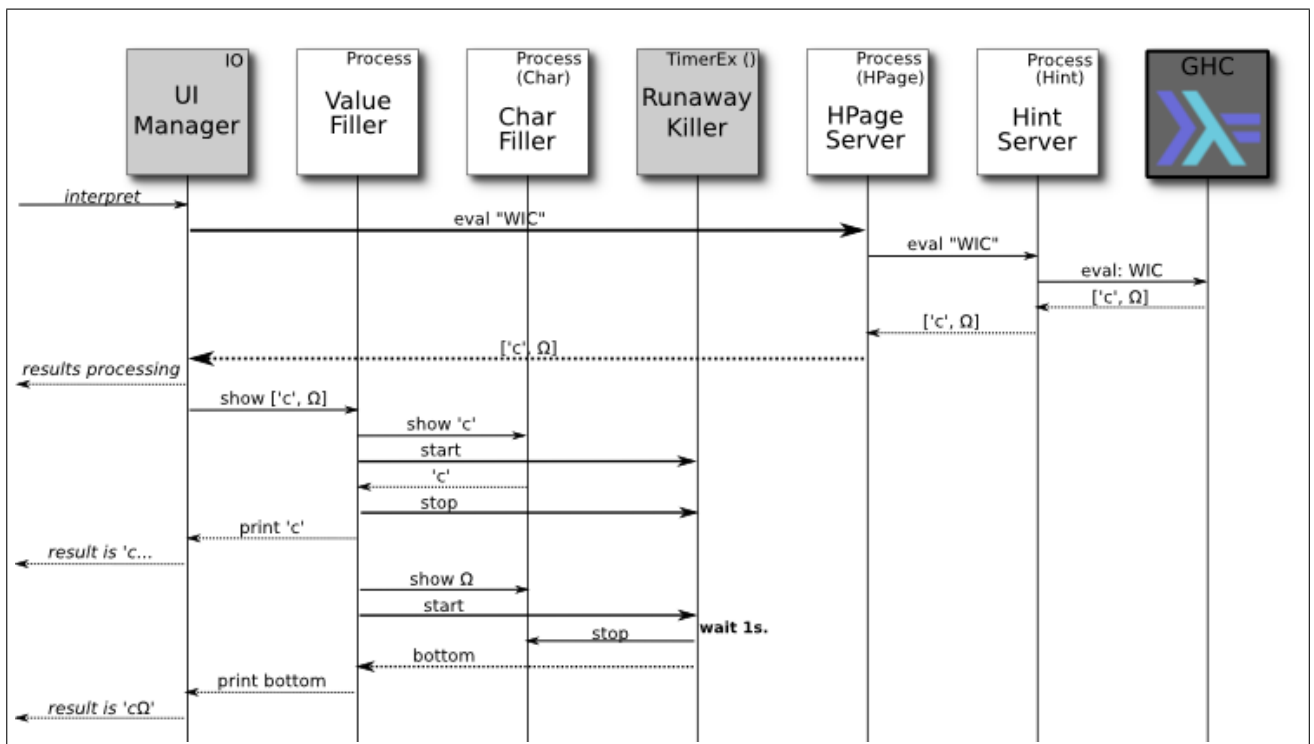 IO
UI
Manager
Process
Value
Filler
Process
(Char)
Char
Filler
TimerEx ()
Runaway
Killer
Process
(HPage)
HPage
Server
Process
(Hint)
Hint
Server
GHC
interpret
eval "WIC"
eval "WIC"
eval: WIC
['c', Ω]
['c', Ω]
['c', Ω]
results processing
show ['c', Ω]
show 'c'
start
'c'
stop
print 'c'
result is 'c...
show Ω
start
wait 1s.
stop
bottom
print bottom
result is 'cΩ'